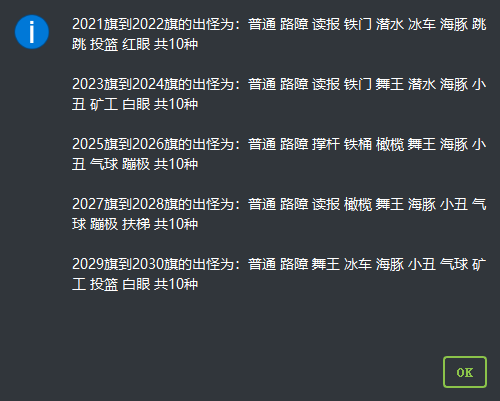 2021旗到2022旗的出怪为：普通 路障 读报 铁门 潜水 冰车 海豚 跳
跳 投篮 红眼 共10种
2023旗到2024旗的出怪为：普通 路障 读报 铁门 舞王 潜水 海豚 小
丑 矿工 白眼 共10种
2025旗到2026旗的出怪为：普通 路障 撑杆 铁桶 橄榄 舞王 海豚 小
丑 气球 蹦极 共10种
2027旗到2028旗的出怪为：普通 路障 读报 橄榄 舞王 海豚 小丑 气
球 蹦极 扶梯 共10种
2029旗到2030旗的出怪为：普通 路障 舞王 冰车 海豚 小丑 气球 矿
工 投篮 白眼 共10种
OK